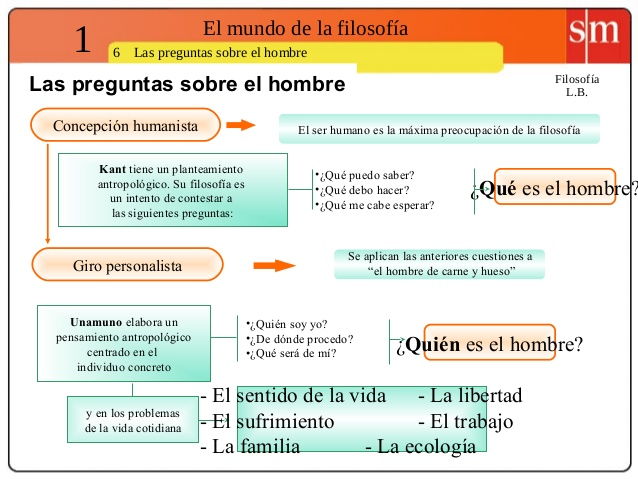 1
El mundo de la filosofía
6 Las preguntas sobre el hombre
sm
Las preguntas sobre el hombre
Filosofía
L.B.
Concepción humanista
El ser humano es la máxima preocupación de la filosofía
Kant tiene un planteamiento
antropológico. Su filosofía es
un intento de contestar a
las siguientes preguntas:
•¿Qué puedo saber?
•¿Qué debo hacer?
•¿Qué me cabe esperar?
¿Qué es el hombre?
Giro personalista
Se aplican las anteriores cuestiones a
“el hombre de carne y hueso”
Unamuno elabora un
pensamiento antropológico
centrado en el
individuo concreto
•¿Quién soy yo?
•¿De dónde procedo?
•¿Qué será de mí?
¿Quién es el hombre?
y en los problemas
de la vida cotidiana
- El sentido de la vida - La libertad
- El sufrimiento - El trabajo
- La familia - La ecología